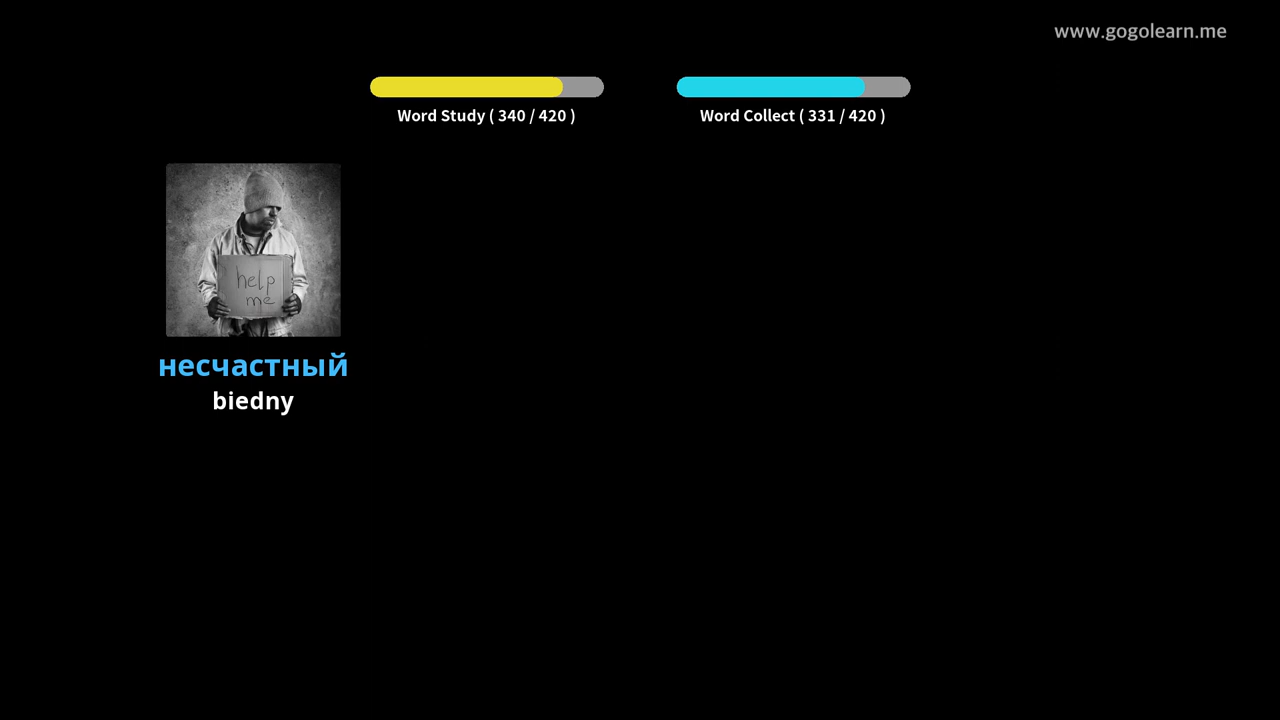 www.gogolearn.me
Word Study ( 340 / 420 )
Word Collect ( 331 / 420 )
help
me
несчастный
biedny